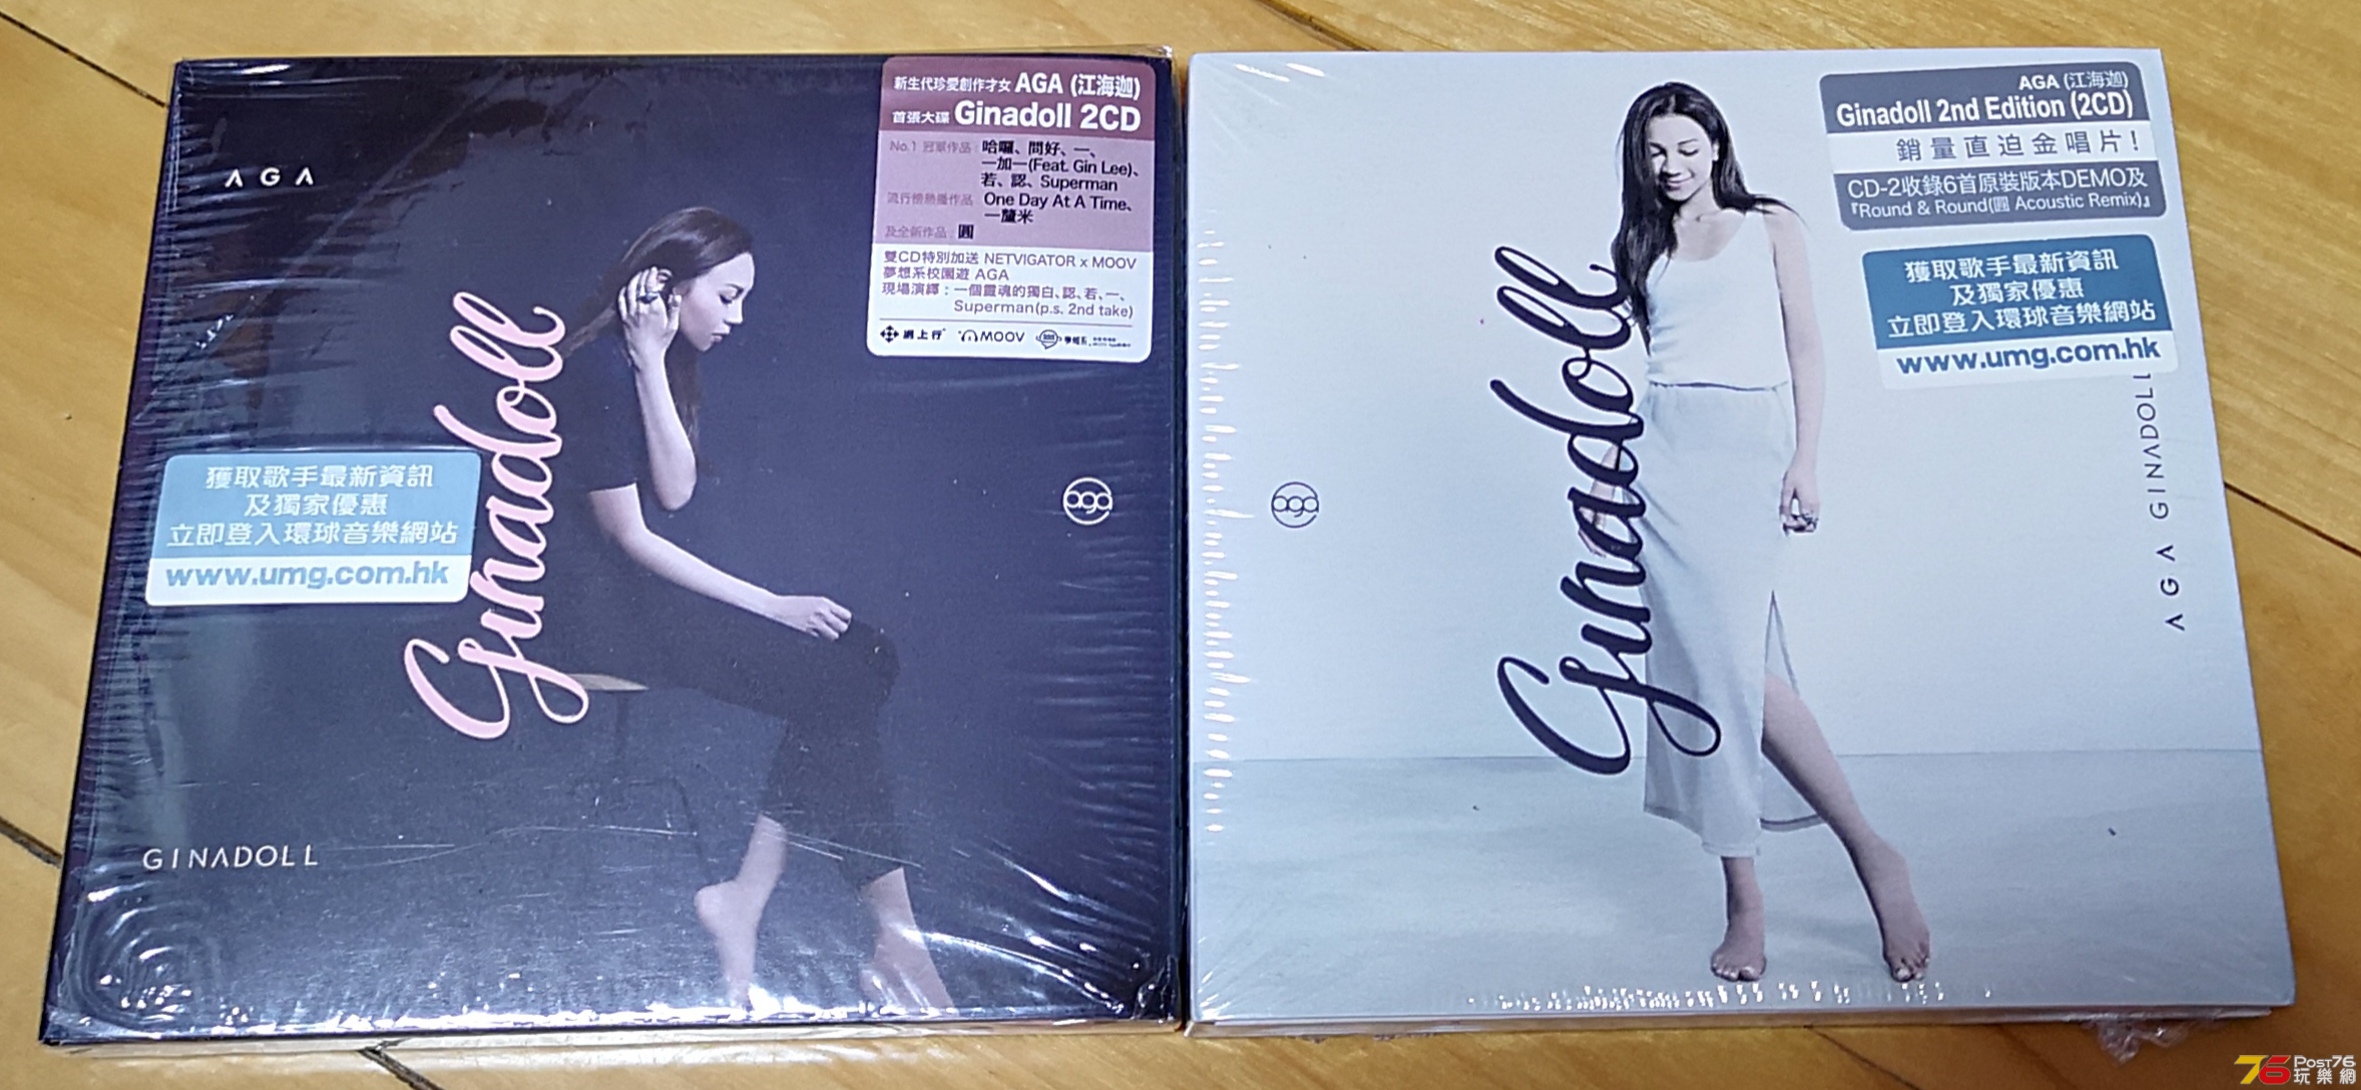 AGA
新生代珍愛創作才女 AGA (江海迦)
首張大碟 Ginadoll 2CD
No.1 冠軍作品: 哈囉、問好、一、
一加一(Feat. Gin Lee)、
若、認、Superman
流行榜熱播作品 One Day At A Time、
一釐米
及全新作品: 圓
雙CD特別加送 NETVIGATOR x MOOV
夢想系校園遊 AGA
現場演繹：一個靈魂的獨白、認、若、一、
Superman(p.s. 2nd take)
網上行 MOOV
獲取歌手最新資訊
及獨家優惠
立即登入環球音樂網站
www.umg.com.hk
Ginadoll
aga
GINADOLL
AGA (江海迦)
Ginadoll 2nd Edition (2CD)
銷量直迫金唱片！
CD-2收錄6首原裝版本DEMO及
『Round & Round(圓 Acoustic Remix)』
獲取歌手最新資訊
及獨家優惠
立即登入環球音樂網站
www.umg.com.hk
Ginadoll
aga
AGA GINADOLL
76 Post76
玩樂網